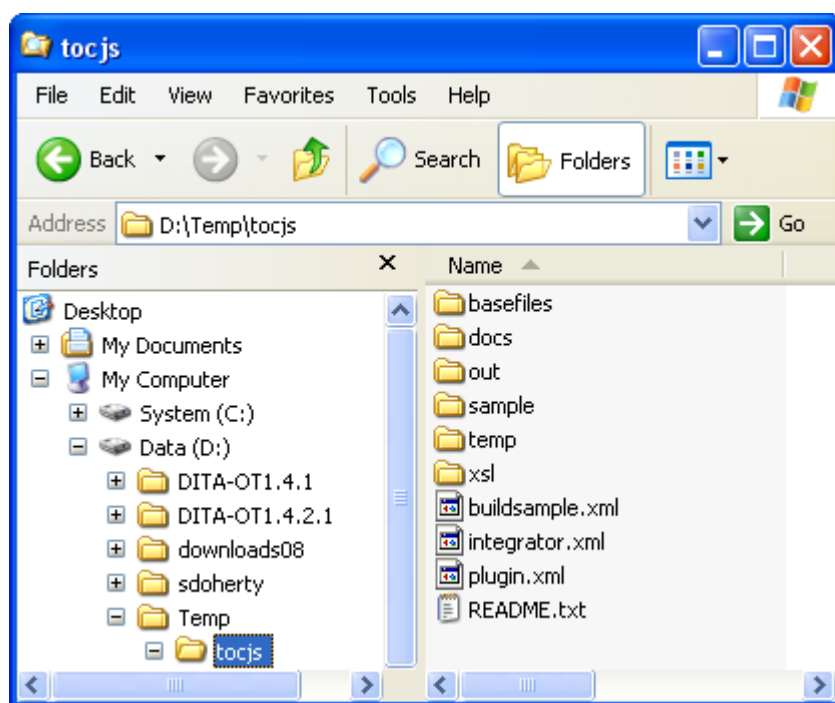 tocjs
File Edit View Favorites Tools Help
Back Search Folders
Address D:\Temp\tocjs Go
Folders
Name
Desktop
My Documents
My Computer
System (C:)
Data (D:)
DITA-OT1.4.1
DITA-OT1.4.2.1
downloads08
sdoherty
Temp
tocjs
basefiles
docs
out
sample
temp
xsl
buildsample.xml
integrator.xml
plugin.xml
README.txt